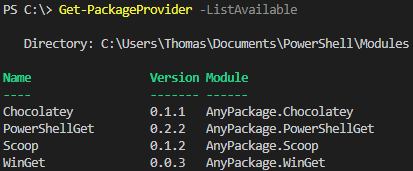 PS C:\> Get-PackageProvider -ListAvailable
Directory: C:\Users\Thomas\Documents\PowerShell\Modules
Name Version Module
---- ------- ------
Chocolatey 0.1.1 AnyPackage.Chocolatey
PowerShellGet 0.2.2 AnyPackage.PowerShellGet
Scoop 0.1.2 AnyPackage.Scoop
WinGet 0.0.3 AnyPackage.WinGet